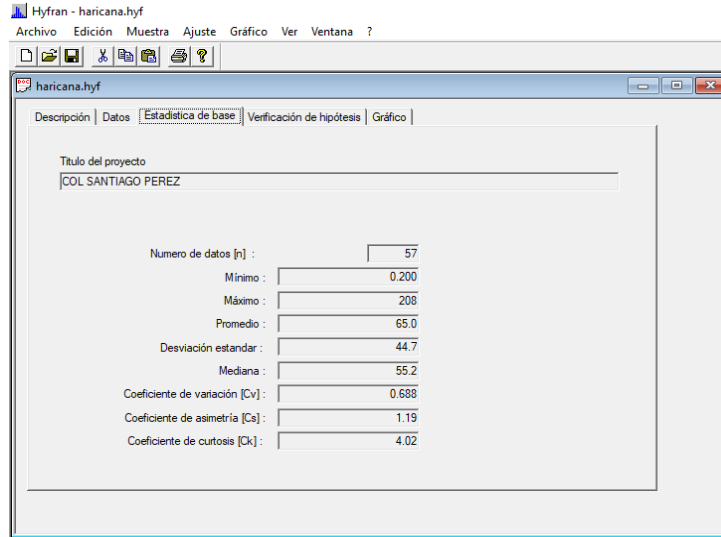 Hyfran - haricana.hyf
Archivo Edición Muestra Ajuste Gráfico Ver Ventana ?
haricana.hyf
Descripción Datos Estadistica de base Verificación de hipótesis Gráfico
Titulo del proyecto
COL SANTIAGO PEREZ
Numero de datos [n] : 57
Mínimo : 0.200
Máximo : 208
Promedio : 65.0
Desviación estandar : 44.7
Mediana : 55.2
Coeficiente de variación [Cv] : 0.688
Coeficiente de asimetría [Cs] : 1.19
Coeficiente de curtosis [Ck] : 4.02